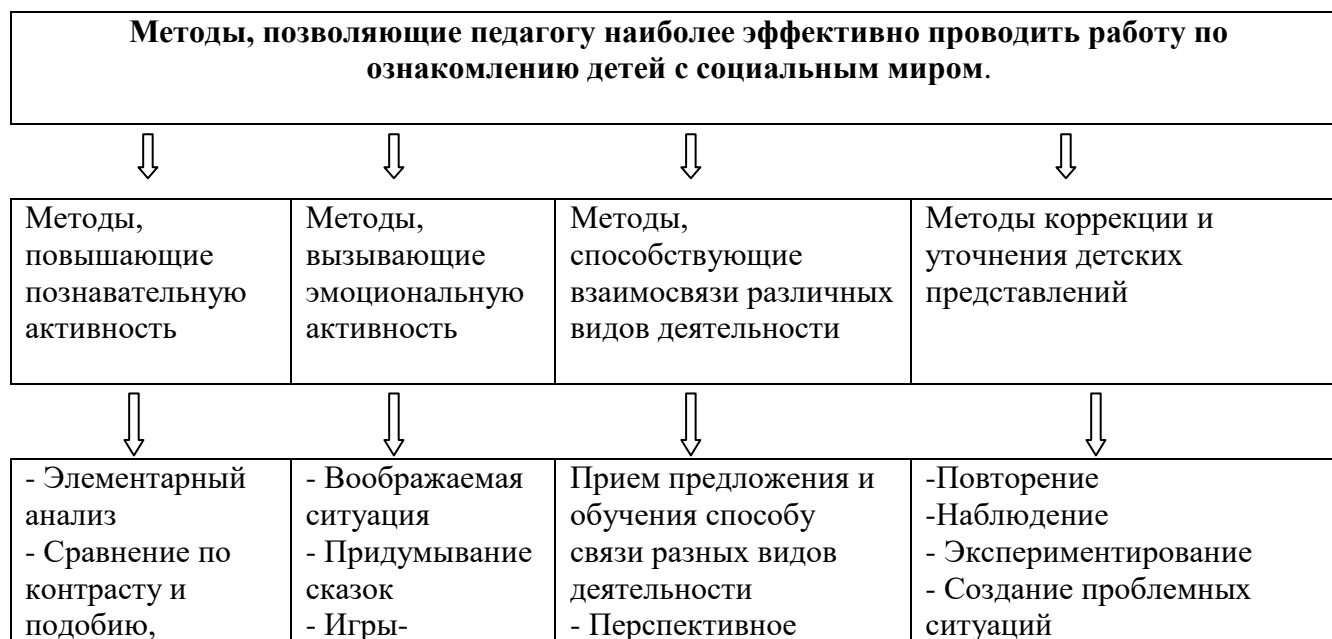 Методы, позволяющие педагогу наиболее эффективно проводить работу по
ознакомлению детей с социальным миром.
Методы,
повышающие
познавательную
активность
Методы,
вызывающие
эмоциональную
активность
Методы,
способствующие
взаимосвязи различных
видов деятельности
Методы коррекции и
уточнения детских
представлений
- Элементарный
анализ
- Сравнение по
контрасту и
подобию,
- Воображаемая
ситуация
- Придумывание
сказок
- Игры-
Прием предложения и
обучения способу
связи разных видов
деятельности
- Перспективное
-Повторение
-Наблюдение
- Экспериментирование
- Создание проблемных
ситуаций